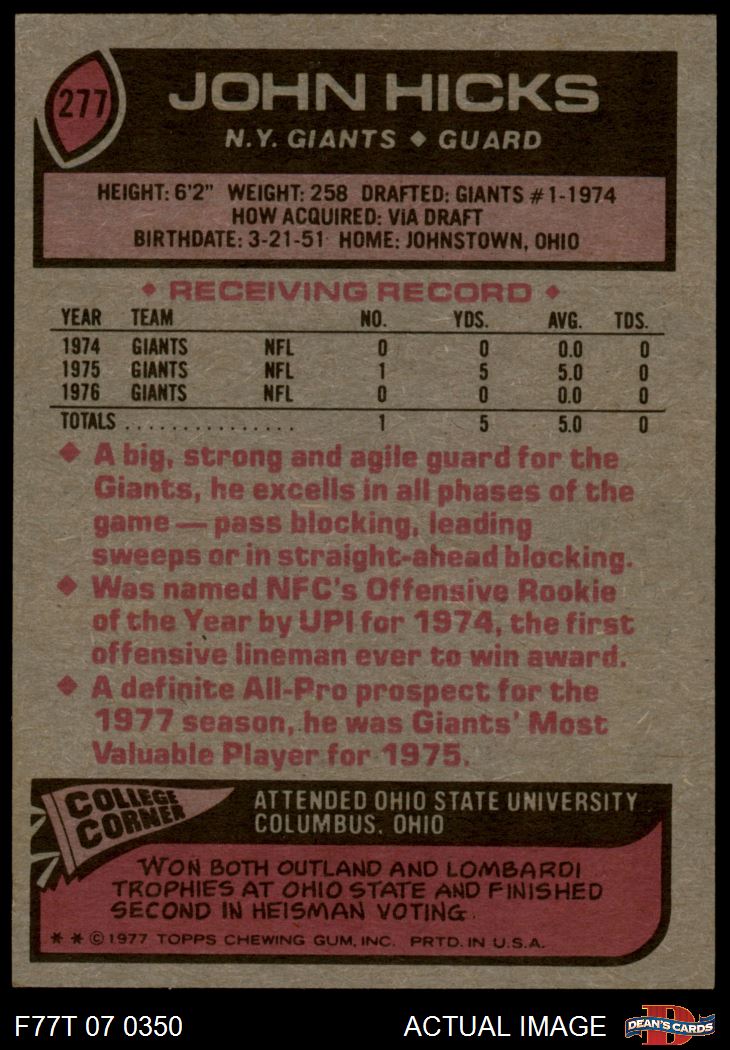 277
JOHN HICKS
N.Y. GIANTS ♦ GUARD
HEIGHT: 6'2" WEIGHT: 258 DRAFTED: GIANTS #1-1974
HOW ACQUIRED: VIA DRAFT
BIRTHDATE: 3-21-51 HOME: JOHNSTOWN, OHIO
♦ RECEIVING RECORD ♦
YEAR TEAM NO. YDS. AVG. TDS.
1974 GIANTS NFL 0 0 0.0 0
1975 GIANTS NFL 1 5 5.0 0
1976 GIANTS NFL 0 0 0.0 0
TOTALS . . . . . . . . . . . . . . . 1 5 5.0 0
♦ A big, strong and agile guard for the
Giants, he excells in all phases of the
game — pass blocking, leading
sweeps or in straight-ahead blocking.
♦ Was named NFC's Offensive Rookie
of the Year by UPI for 1974, the first
offensive lineman ever to win award.
♦ A definite All-Pro prospect for the
1977 season, he was Giants' Most
Valuable Player for 1975.
COLLEGE
CORNER
ATTENDED OHIO STATE UNIVERSITY
COLUMBUS, OHIO
WON BOTH OUTLAND AND LOMBARDI
TROPHIES AT OHIO STATE AND FINISHED
SECOND IN HEISMAN VOTING.
* * © 1977 TOPPS CHEWING GUM, INC. PRTD. IN U.S.A.
F77T 07 0350
ACTUAL IMAGE
D
DEAN'S CARDS